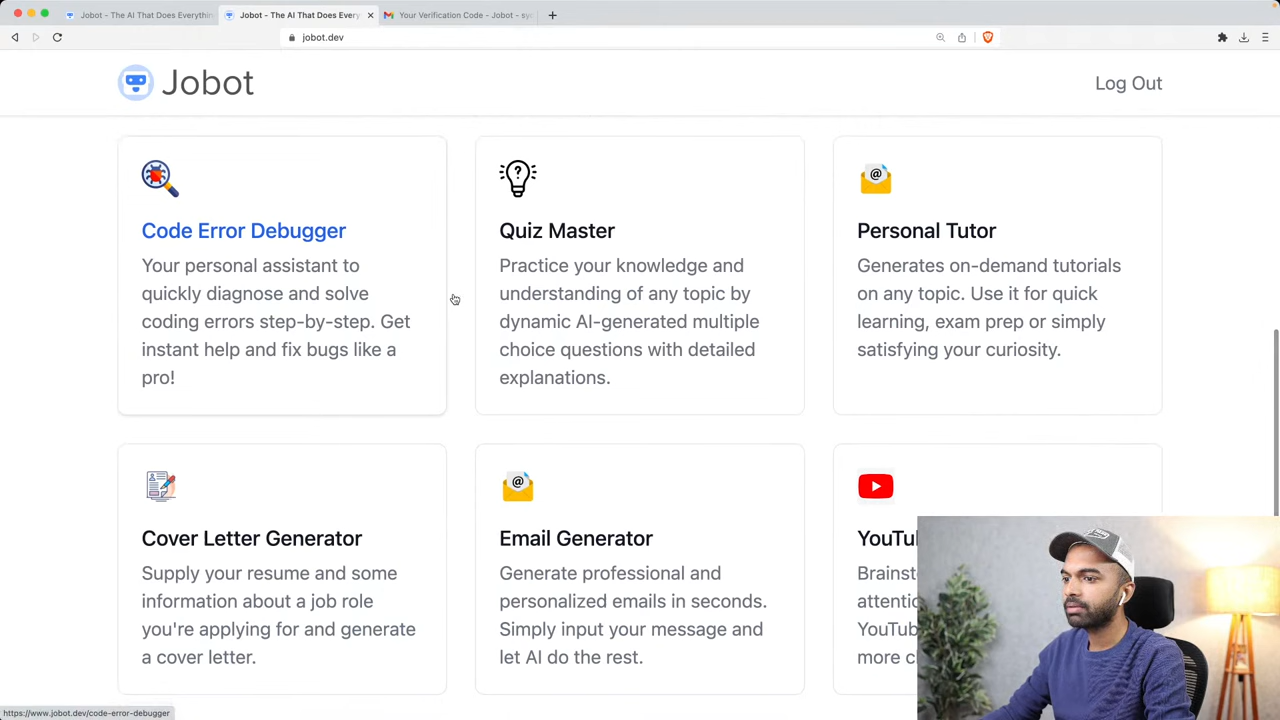 Jobot - The AI That Does Everythin
Jobot - The AI That Does Every
Your Verification Code - Jobot - sy
jobot.dev
Jobot
Log Out
Code Error Debugger
Your personal assistant to
quickly diagnose and solve
coding errors step-by-step. Get
instant help and fix bugs like a
pro!
Quiz Master
Practice your knowledge and
understanding of any topic by
dynamic AI-generated multiple
choice questions with detailed
explanations.
@
Personal Tutor
Generates on-demand tutorials
on any topic. Use it for quick
learning, exam prep or simply
satisfying your curiosity.
Cover Letter Generator
Supply your resume and some
information about a job role
you're applying for and generate
a cover letter.
@
Email Generator
Generate professional and
personalized emails in seconds.
Simply input your message and
let AI do the rest.
YouTu
Brainst
attentio
YouTub
more c
https://www.jobot.dev/code-error-debugger